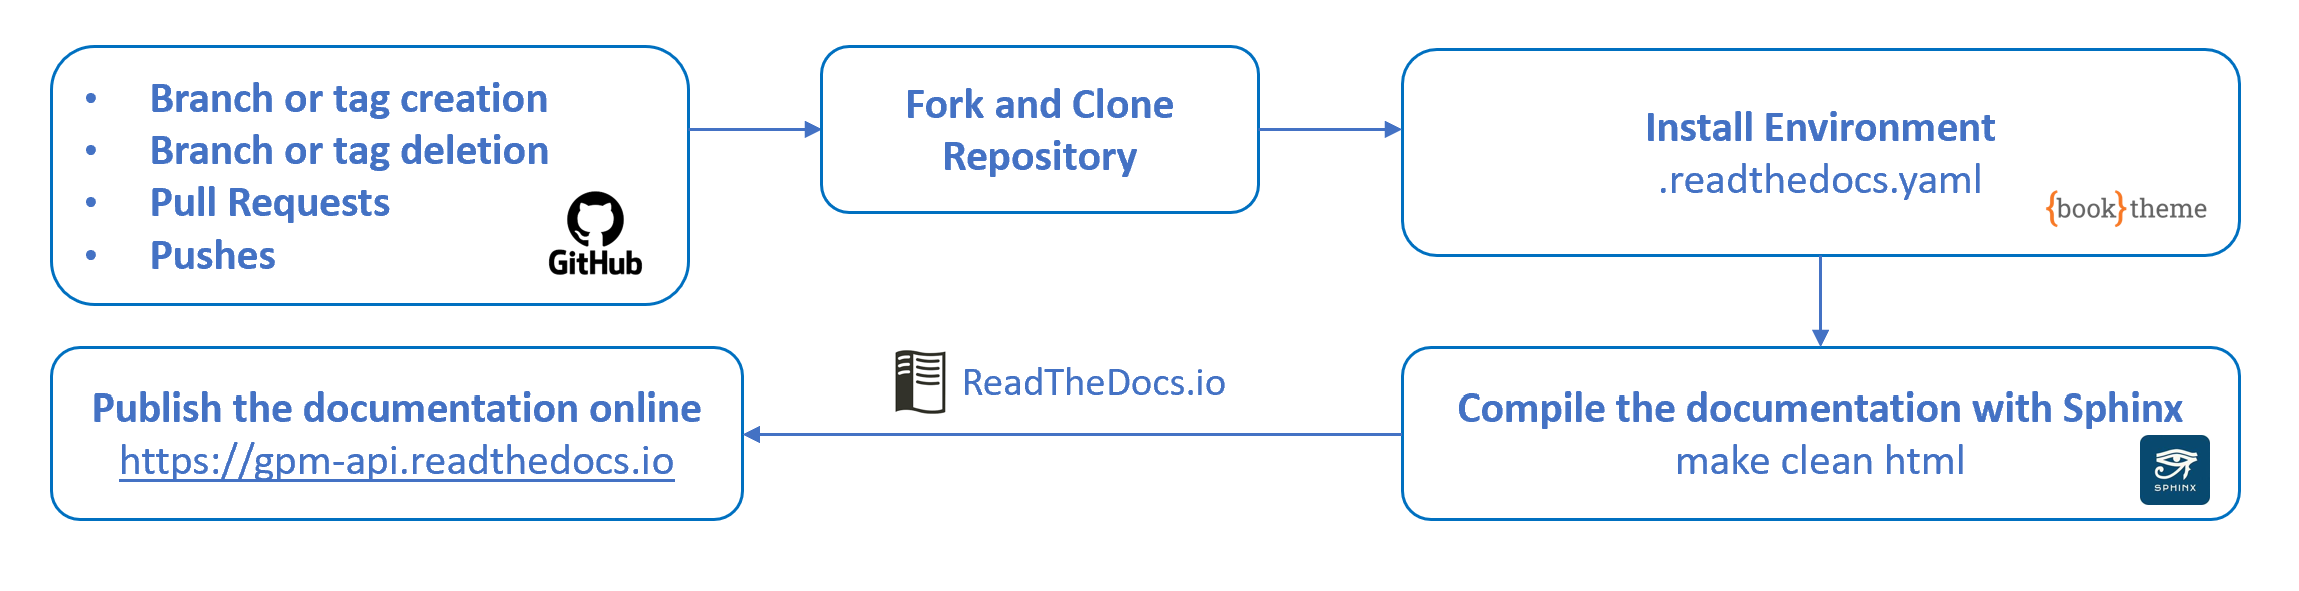 • Branch or tag creation
• Branch or tag deletion
• Pull Requests
• Pushes
GitHub
Fork and Clone
Repository
Install Environment
.readthedocs.yaml
{book}theme
Compile the documentation with Sphinx
make clean html
SPHINX
ReadTheDocs.io
Publish the documentation online
https://gpm-api.readthedocs.io